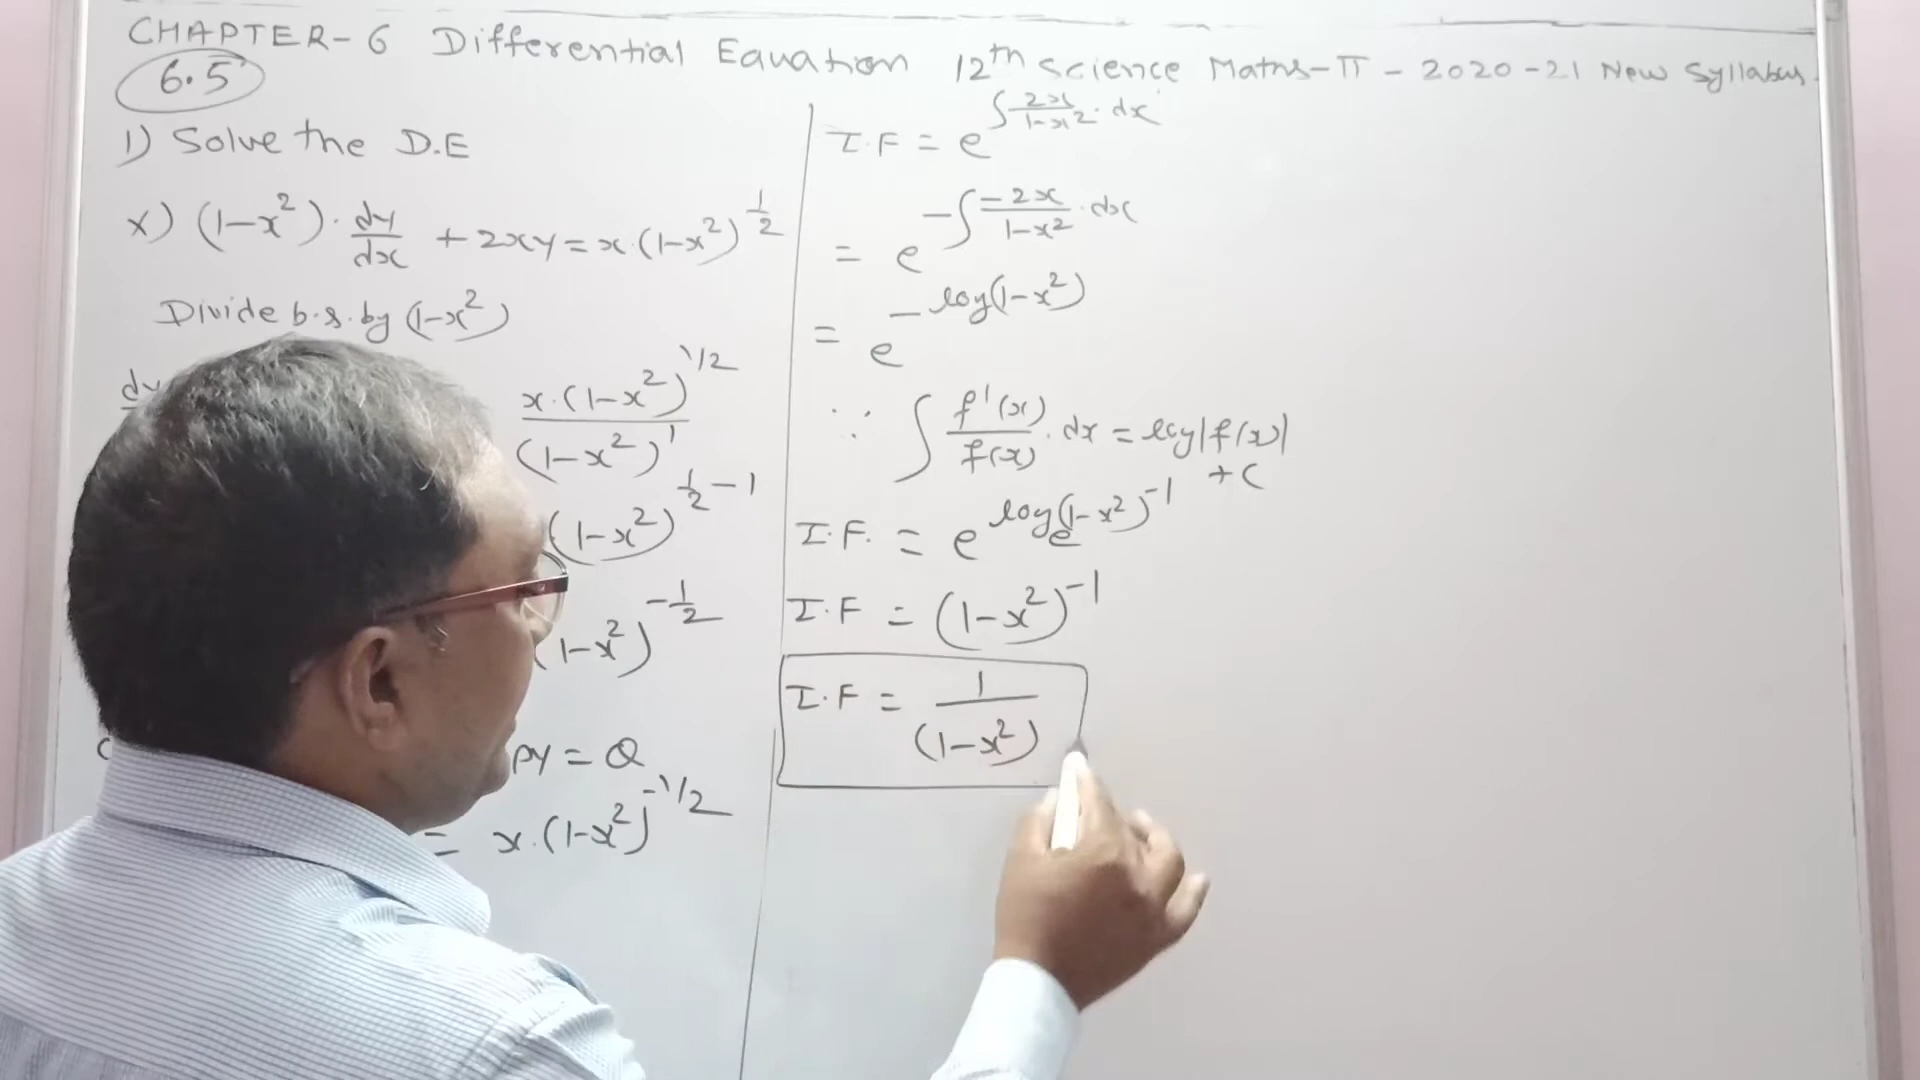 CHAPTER-6 Differential Equation 12th Science Maths-II - 2020-21 New Syllabus.
6.5
1) Solve the D.E
x) (1-x²)·dy/dx + 2xy = x·(1-x²)^1/2
Divide b.s. by (1-x²)
dy
x·(1-x²)^1/2 / (1-x²)^1
(1-x²)^1/2-1
(1-x²)^-1/2
py = Q
= x·(1-x²)^-1/2
I.F = e^∫2x/1-x²·dx
= e^-∫-2x/1-x²·dx
= e^-log(1-x²)
∵ ∫f'(x)/f(x)·dx = log|f(x)|
+c
I.F. = e^log_e(1-x²)^-1
I.F = (1-x²)^-1
I.F = 1/(1-x²)